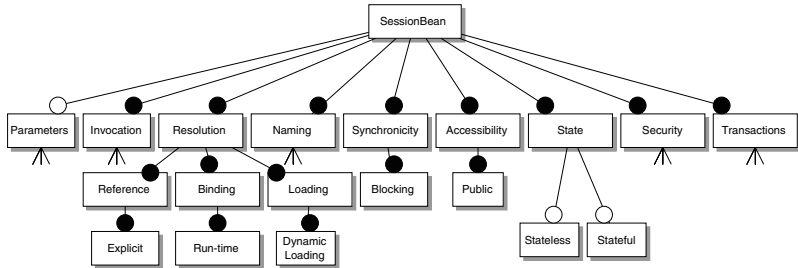 SessionBean
Parameters
Invocation
Resolution
Naming
Synchronicity
Accessibility
State
Security
Transactions
Reference
Binding
Loading
Blocking
Public
Explicit
Run-time
Dynamic
Loading
Stateless
Stateful